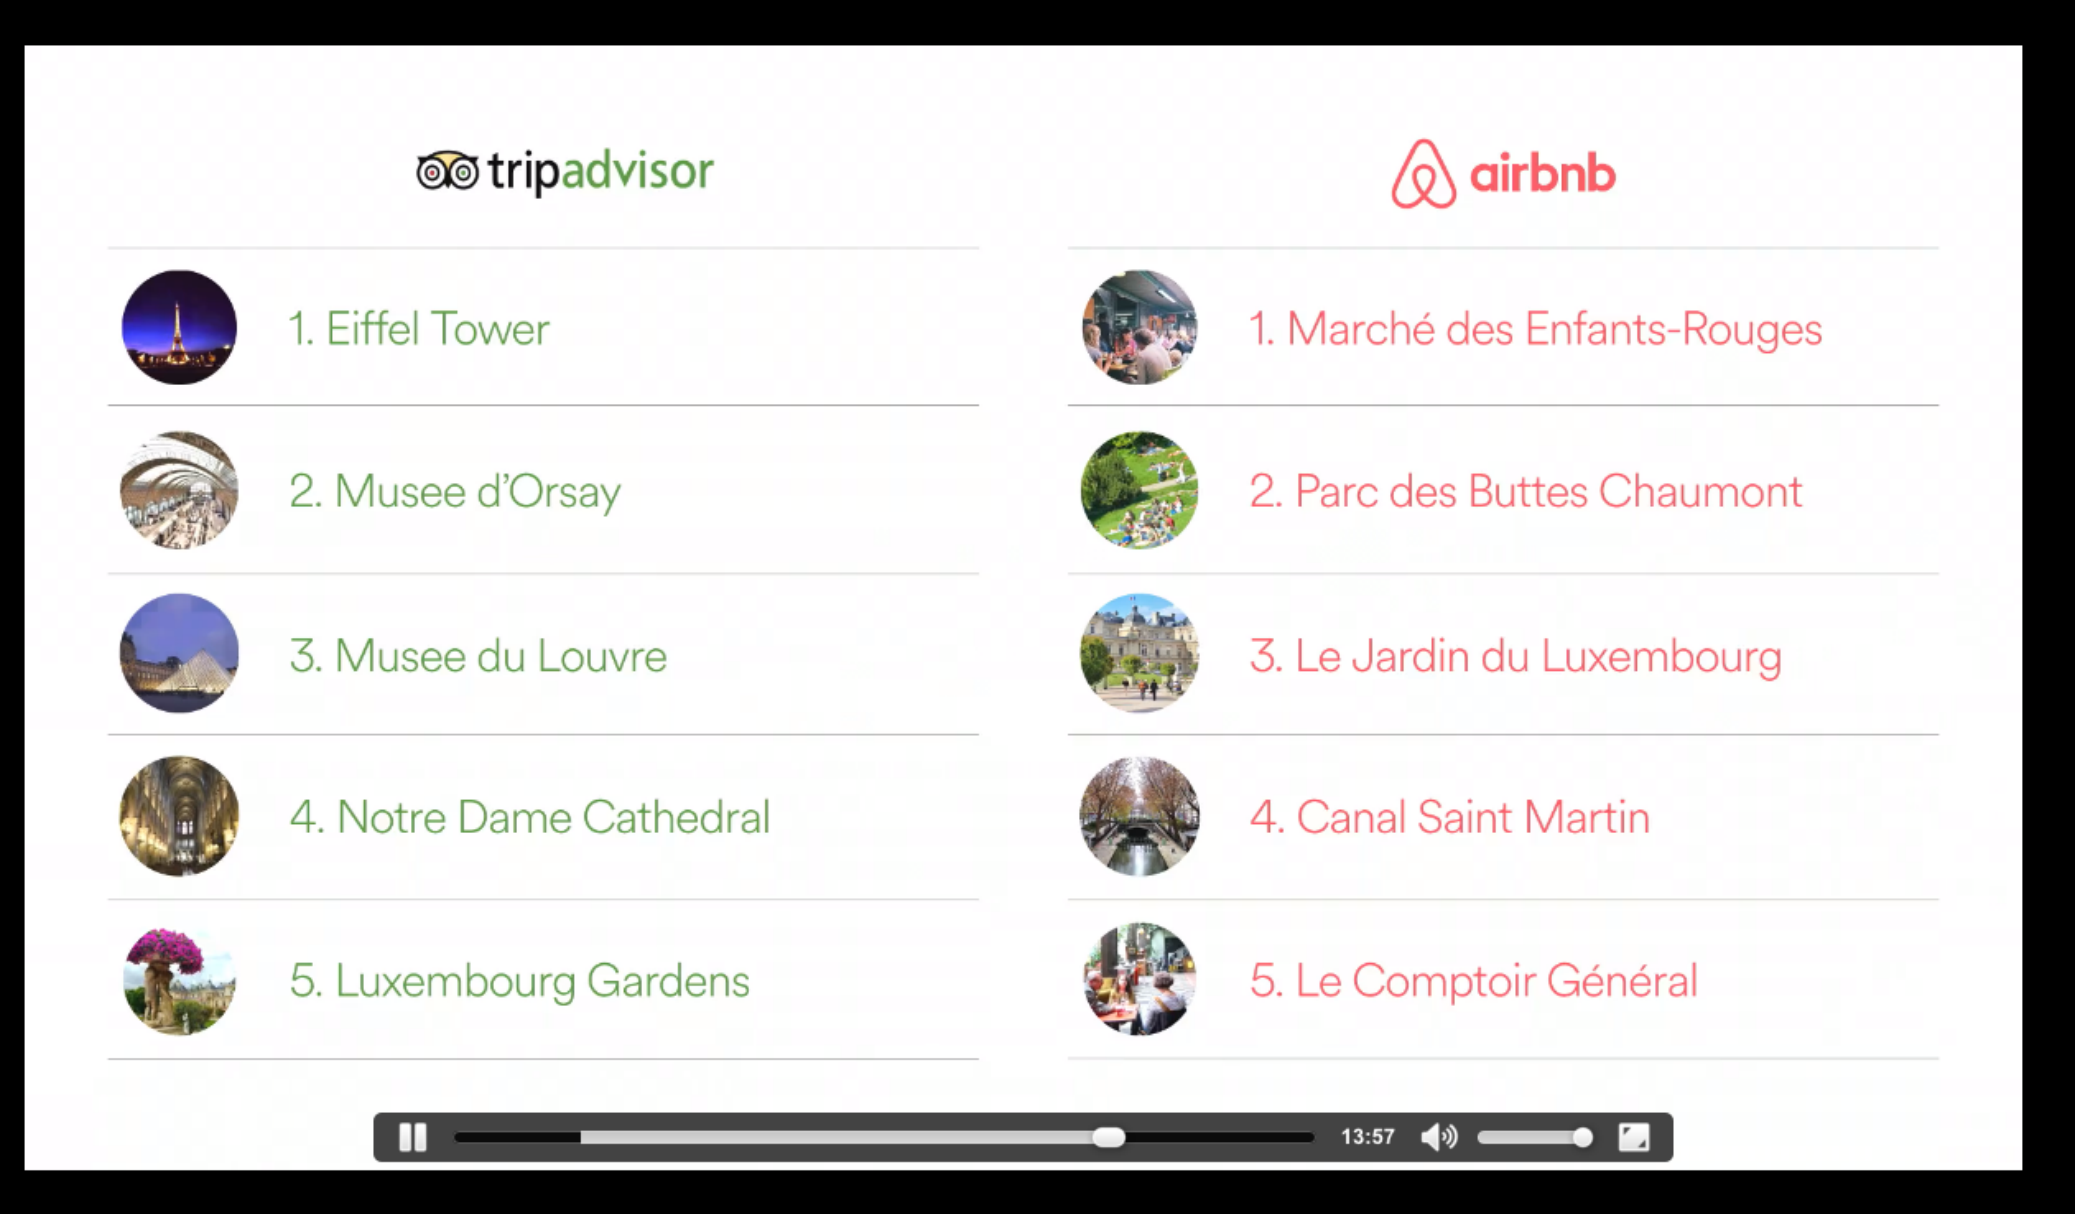 tripadvisor
1. Eiffel Tower
2. Musee d’Orsay
3. Musee du Louvre
4. Notre Dame Cathedral
5. Luxembourg Gardens
airbnb
1. Marché des Enfants-Rouges
2. Parc des Buttes Chaumont
3. Le Jardin du Luxembourg
4. Canal Saint Martin
5. Le Comptoir Général
13:57